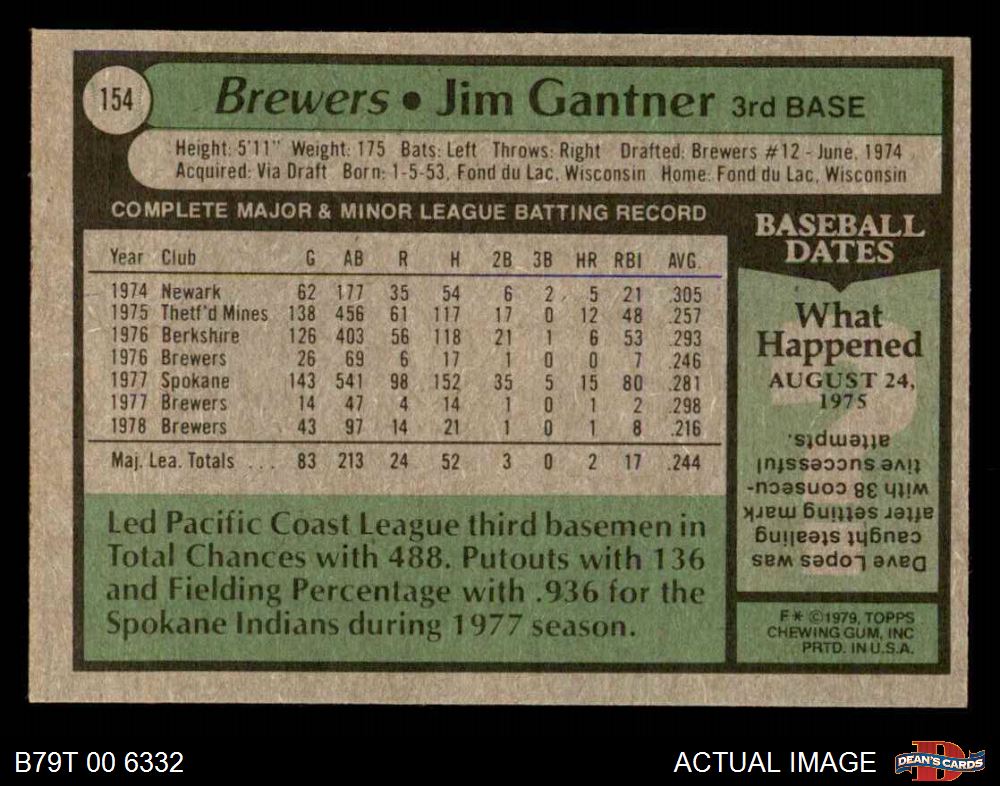 154
Brewers • Jim Gantner 3rd BASE
Height: 5'11" Weight: 175 Bats: Left Throws: Right Drafted: Brewers #12 - June, 1974
Acquired: Via Draft Born: 1-5-53, Fond du Lac, Wisconsin Home: Fond du Lac, Wisconsin
COMPLETE MAJOR & MINOR LEAGUE BATTING RECORD
Year Club G AB R H 2B 3B HR RBI AVG.
1974 Newark 62 177 35 54 6 2 5 21 .305
1975 Thetf'd Mines 138 456 61 117 17 0 12 48 .257
1976 Berkshire 126 403 56 118 21 1 6 53 .293
1976 Brewers 26 69 6 17 1 0 0 7 .246
1977 Spokane 143 541 98 152 35 5 15 80 .281
1977 Brewers 14 47 4 14 1 0 1 2 .298
1978 Brewers 43 97 14 21 1 0 1 8 .216
Maj. Lea. Totals ... 83 213 24 52 3 0 2 17 .244
Led Pacific Coast League third basemen in
Total Chances with 488. Putouts with 136
and Fielding Percentage with .936 for the
Spokane Indians during 1977 season.
BASEBALL
DATES
What
Happened
AUGUST 24,
1975
Dave Lopes was
caught stealing
after setting mark
with 38 consecu-
tive successful
attempts.
F * ©1979, TOPPS
CHEWING GUM, INC
PRTD. IN U.S.A.
B79T 00 6332
ACTUAL IMAGE
D
DEAN'S CARDS